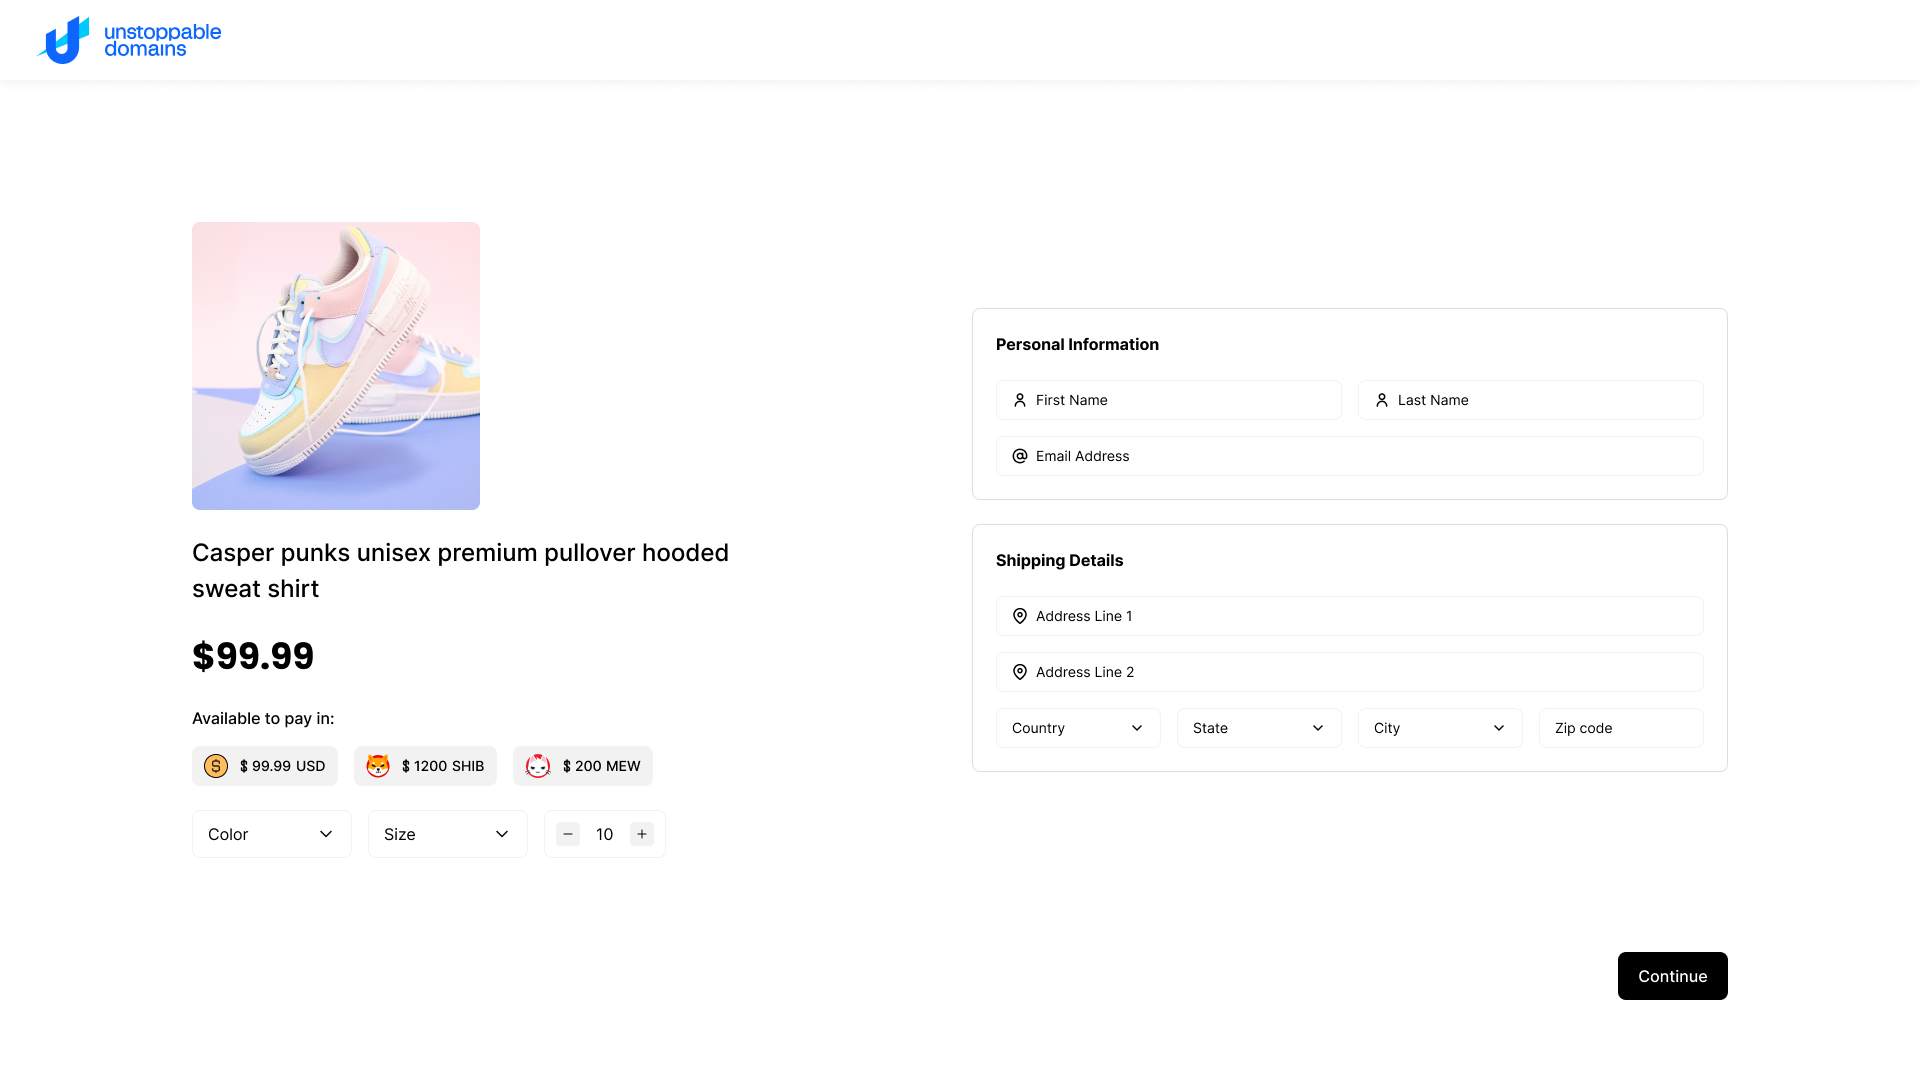 unstoppable
domains
Casper punks unisex premium pullover hooded
sweat shirt
$99.99
Available to pay in:
$ 99.99 USD
$ 1200 SHIB
$ 200 MEW
Color
Size
10
Personal Information
First Name
Last Name
Email Address
Shipping Details
Address Line 1
Address Line 2
Country
State
City
Zip code
Continue